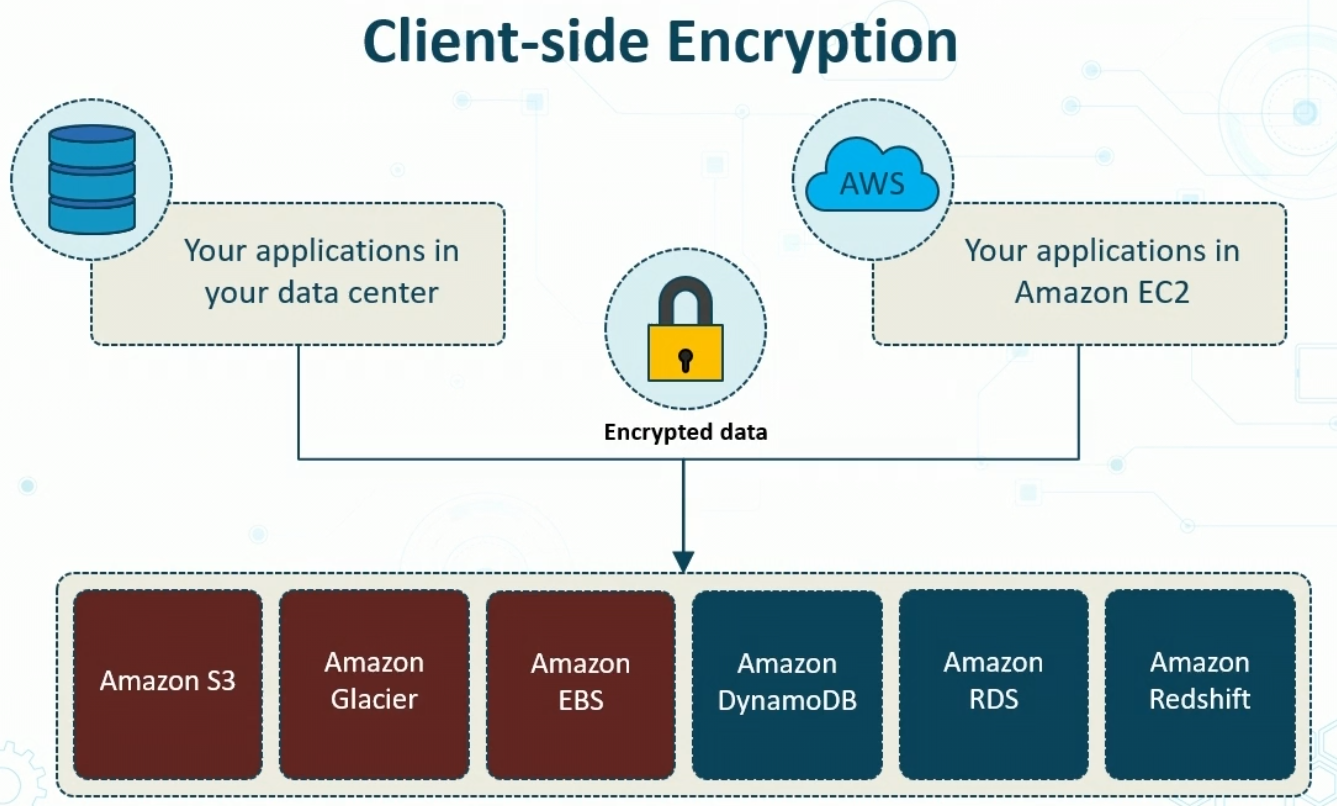 Client-side Encryption
AWS
Your applications in
your data center
Your applications in
Amazon EC2
Encrypted data
Amazon S3
Amazon
Glacier
Amazon
EBS
Amazon
DynamoDB
Amazon
RDS
Amazon
Redshift